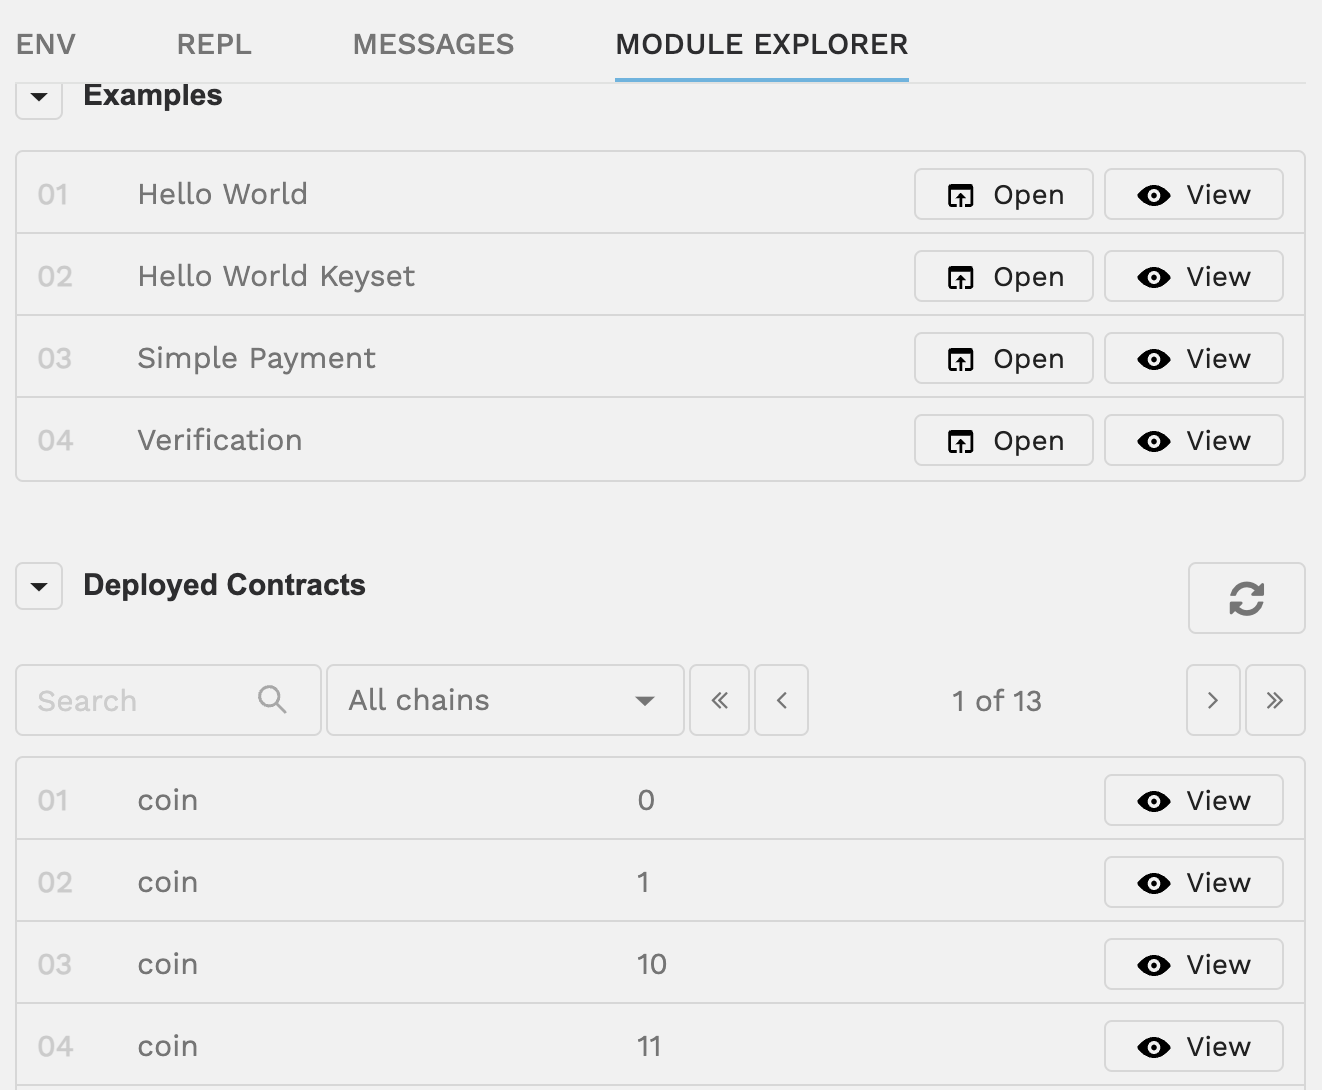 ENV REPL MESSAGES MODULE EXPLORER
Examples
01 Hello World Open View
02 Hello World Keyset Open View
03 Simple Payment Open View
04 Verification Open View
Deployed Contracts
Search All chains « ‹ 1 of 13 › »
01 coin 0 View
02 coin 1 View
03 coin 10 View
04 coin 11 View